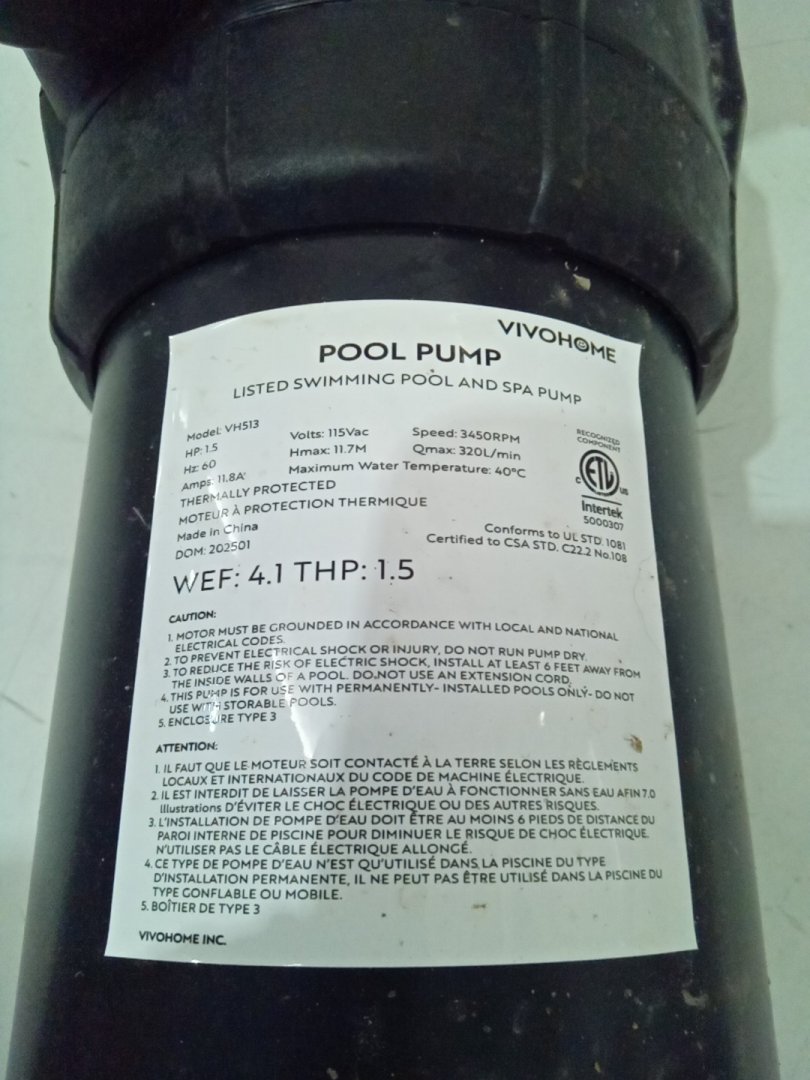 VIVOHOME
POOL PUMP
LISTED SWIMMING POOL AND SPA PUMP
Model: VH513
HP: 1.5
Hz: 60
Amps: 11.8A
Volts: 115Vac
Hmax: 11.7M
Speed: 3450RPM
Qmax: 320L/min
Maximum Water Temperature: 40°C
THERMALLY PROTECTED
MOTEUR À PROTECTION THERMIQUE
Made in China
DOM: 202501
RECOGNIZED
COMPONENT
C ETL US
Intertek
5000307
Conforms to UL STD. 1081
Certified to CSA STD. C22.2 No.108
WEF: 4.1 THP: 1.5
CAUTION:
1. MOTOR MUST BE GROUNDED IN ACCORDANCE WITH LOCAL AND NATIONAL
ELECTRICAL CODES.
2. TO PREVENT ELECTRICAL SHOCK OR INJURY, DO NOT RUN PUMP DRY.
3. TO REDUCE THE RISK OF ELECTRIC SHOCK, INSTALL AT LEAST 6 FEET AWAY FROM
THE INSIDE WALLS OF A POOL. DO NOT USE AN EXTENSION CORD.
4. THIS PUMP IS FOR USE WITH PERMANENTLY- INSTALLED POOLS ONLY- DO NOT
USE WITH STORABLE POOLS.
5. ENCLOSURE TYPE 3
ATTENTION:
1. IL FAUT QUE LE MOTEUR SOIT CONTACTÉ À LA TERRE SELON LES RÈGLEMENTS
LOCAUX ET INTERNATIONAUX DU CODE DE MACHINE ÉLECTRIQUE.
2. IL EST INTERDIT DE LAISSER LA POMPE D'EAU À FONCTIONNER SANS EAU AFIN 7.0
Illustrations D'ÉVITER LE CHOC ÉLECTRIQUE OU DES AUTRES RISQUES.
3. L'INSTALLATION DE POMPE D'EAU DOIT ÊTRE AU MOINS 6 PIEDS DE DISTANCE DU
PAROI INTERNE DE PISCINE POUR DIMINUER LE RISQUE DE CHOC ÉLECTRIQUE.
N'UTILISER PAS LE CÂBLE ÉLECTRIQUE ALLONGÉ.
4. CE TYPE DE POMPE D'EAU N'EST QU'UTILISÉ DANS LA PISCINE DU TYPE
D'INSTALLATION PERMANENTE, IL NE PEUT PAS ÊTRE UTILISÉ DANS LA PISCINE DU
TYPE GONFLABLE OU MOBILE.
5. BOÎTIER DE TYPE 3
VIVOHOME INC.